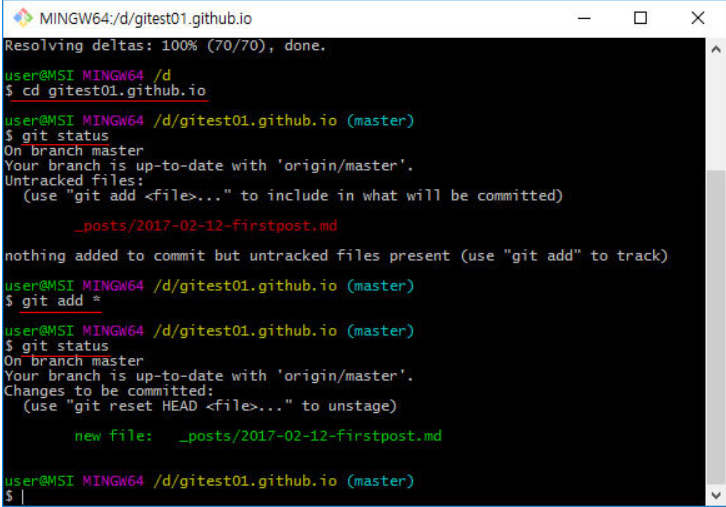 MINGW64:/d/gitest01.github.io
Resolving deltas: 100% (70/70), done.
user@MSI MINGW64 /d
$ cd gitest01.github.io
user@MSI MINGW64 /d/gitest01.github.io (master)
$ git status
On branch master
Your branch is up-to-date with 'origin/master'.
Untracked files:
(use "git add <file>..." to include in what will be committed)
_posts/2017-02-12-firstpost.md
nothing added to commit but untracked files present (use "git add" to track)
user@MSI MINGW64 /d/gitest01.github.io (master)
$ git add *
user@MSI MINGW64 /d/gitest01.github.io (master)
$ git status
On branch master
Your branch is up-to-date with 'origin/master'.
Changes to be committed:
(use "git reset HEAD <file>..." to unstage)
new file:   _posts/2017-02-12-firstpost.md
user@MSI MINGW64 /d/gitest01.github.io (master)
$